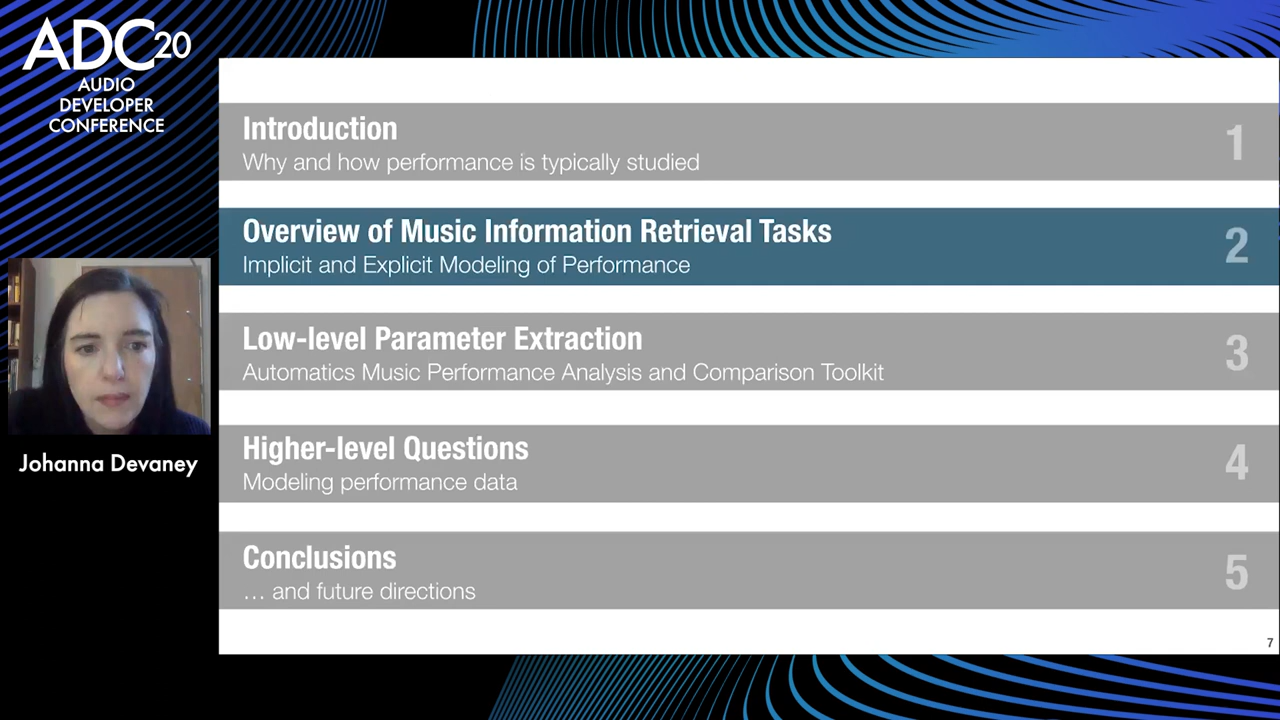 ADC20
AUDIO
DEVELOPER
CONFERENCE
Johanna Devaney
Introduction
Why and how performance is typically studied
1
Overview of Music Information Retrieval Tasks
Implicit and Explicit Modeling of Performance
2
Low-level Parameter Extraction
Automatics Music Performance Analysis and Comparison Toolkit
3
Higher-level Questions
Modeling performance data
4
Conclusions
… and future directions
5
7